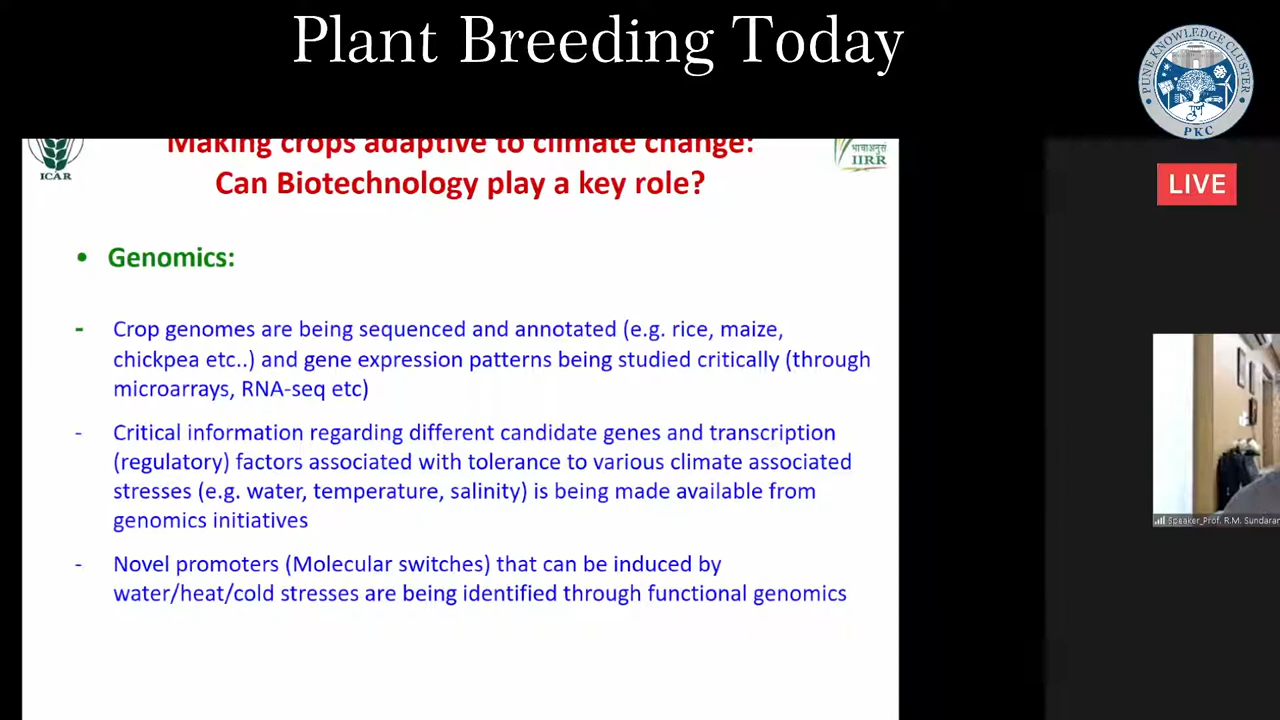 Plant Breeding Today
PUNE KNOWLEDGE CLUSTER
PKC
LIVE
ICAR
Making crops adaptive to climate change:
IIRR
Can Biotechnology play a key role?
• Genomics:
- Crop genomes are being sequenced and annotated (e.g. rice, maize,
chickpea etc..) and gene expression patterns being studied critically (through
microarrays, RNA-seq etc)
- Critical information regarding different candidate genes and transcription
(regulatory) factors associated with tolerance to various climate associated
stresses (e.g. water, temperature, salinity) is being made available from
genomics initiatives
- Novel promoters (Molecular switches) that can be induced by
water/heat/cold stresses are being identified through functional genomics
Speaker_Prof. R.M. Sundaram